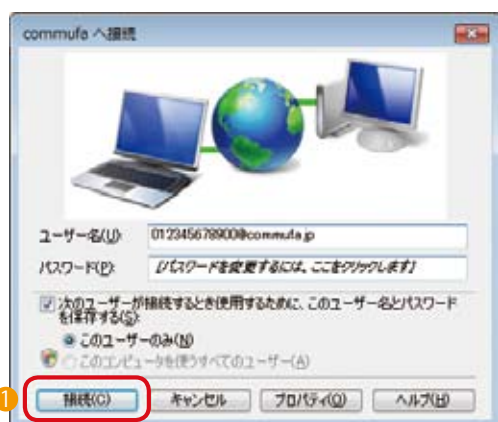 commufa へ接続
ユーザー名(U):
012345678900@commufa.jp
パスワード(P):
[パスワードを変更するには、ここをクリックします]
次のユーザーが接続するとき使用するために、このユーザー名とパスワード
を保存する(S):
このユーザーのみ(N)
このコンピュータを使うすべてのユーザー(A)
1
接続(C)
キャンセル
プロパティ(O)
ヘルプ(H)